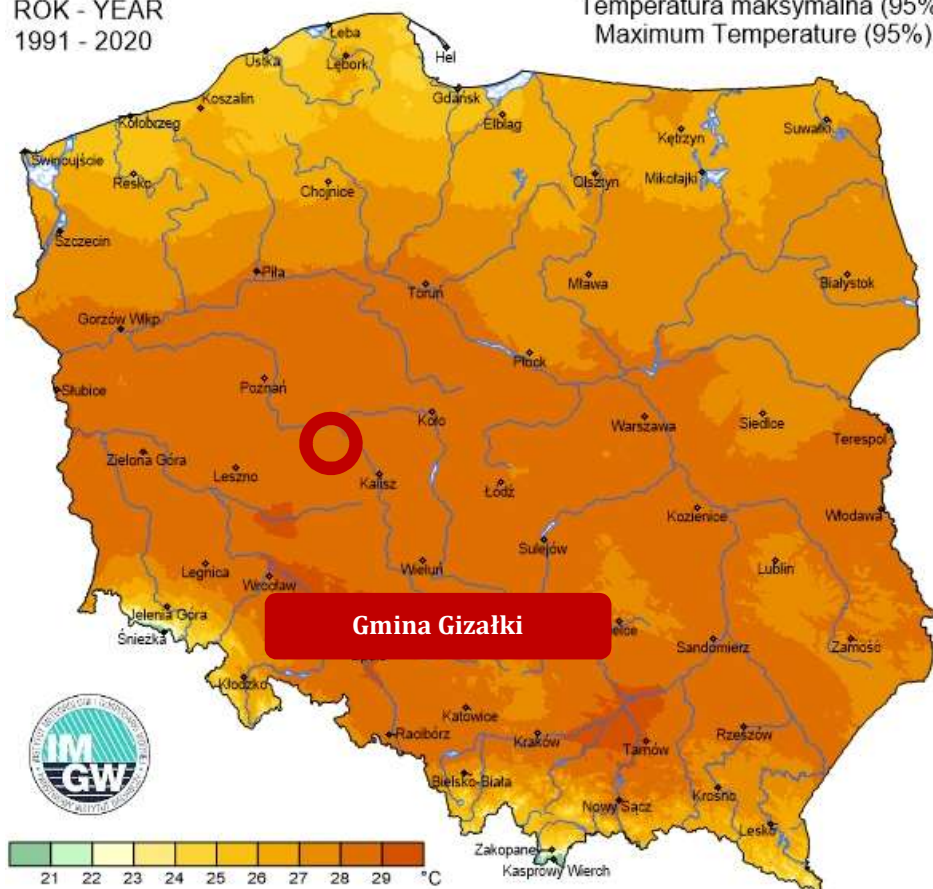 ROK - YEAR
1991 - 2020
Temperatura maksymalna (95%
Maximum Temperature (95%)
Łeba
Ustka
Lębork
Hel
Koszalin
Gdańsk
Kołobrzeg
Elbląg
Kętrzyn
Suwałki
Świnoujście
Resko
Chojnice
Olsztyn
Mikołajki
Szczecin
Piła
Toruń
Mława
Białystok
Gorzów Wlkp
Płock
Słubice
Poznań
Koło
Warszawa
Siedlce
Terespol
Zielona Góra
Leszno
Kalisz
Łódź
Kozienice
Włodawa
Sulejów
Legnica
Wrocław
Wieluń
Lublin
Jelenia Góra
Śnieżka
Gmina Gizałki
elce
Sandomierz
Zamość
Kłodzko
Katowice
Racibórz
Kraków
Tarnów
Rzeszów
Bielsko-Biała
Nowy Sącz
Krosno
Lesko
Zakopane
Kasprowy Wierch
IM
GW
21 22 23 24 25 26 27 28 29 °C